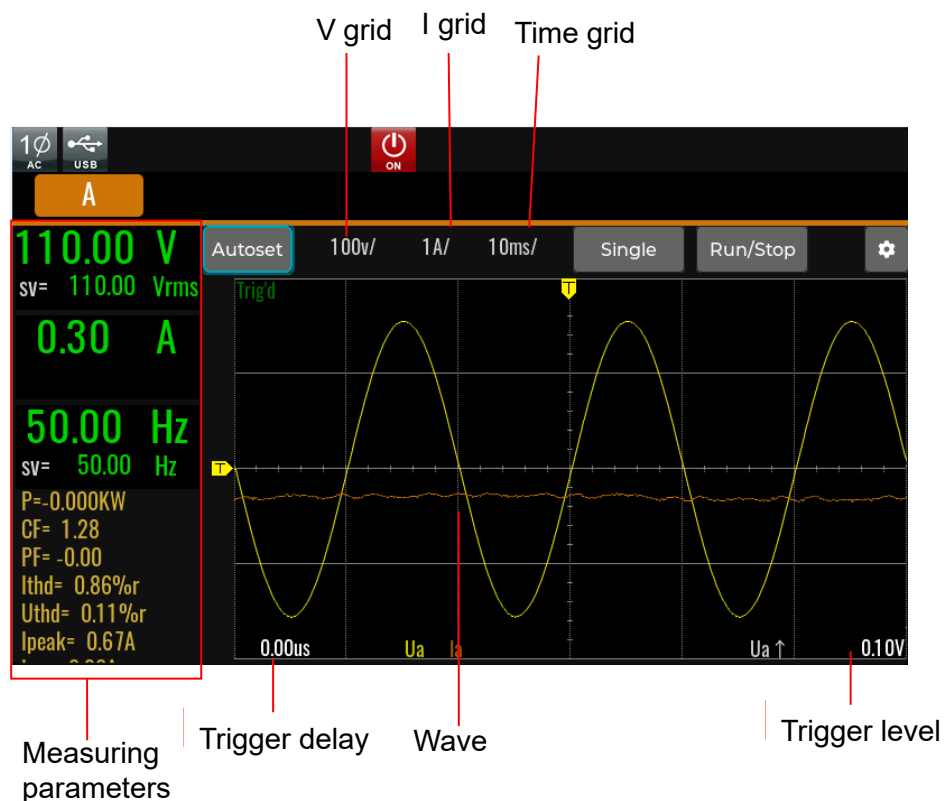 V grid I grid Time grid
1Ø
AC
USB
ON
A
110.00 V
sv= 110.00 Vrms
0.30 A
50.00 Hz
sv= 50.00 Hz
P=-0.000KW
CF= 1.28
PF= -0.00
Ithd= 0.86%r
Uthd= 0.11%r
Ipeak= 0.67A
Autoset 100v/ 1A/ 10ms/ Single Run/Stop
Trig'd
T
T
0.00us Ua Ia Ua↑ 0.10V
Measuring
parameters
Trigger delay
Wave
Trigger level